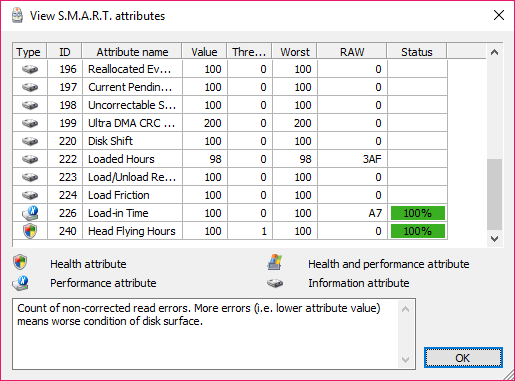 View S.M.A.R.T. attributes
Type ID Attribute name Value Thre... Worst RAW Status
196 Reallocated Ev... 100 0 100 0
197 Current Pendin... 100 0 100 0
198 Uncorrectable S... 100 0 100 0
199 Ultra DMA CRC ... 200 0 200 0
220 Disk Shift 100 0 100 0
222 Loaded Hours 98 0 98 3AF
223 Load/Unload Re... 100 0 100 0
224 Load Friction 100 0 100 0
226 Load-in Time 100 0 100 A7 100%
240 Head Flying Hours 100 1 100 0 100%
Health attribute Health and performance attribute
Performance attribute Information attribute
Count of non-corrected read errors. More errors (i.e. lower attribute value)
means worse condition of disk surface.
OK